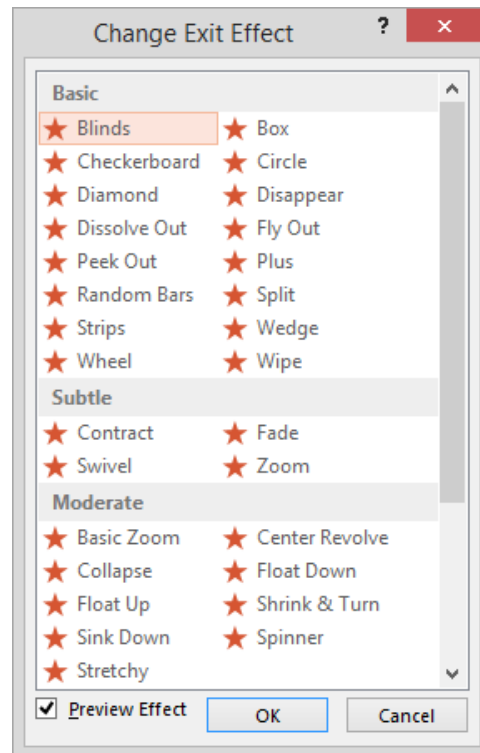 Change Exit Effect ? ×
Basic
Blinds Box
Checkerboard Circle
Diamond Disappear
Dissolve Out Fly Out
Peek Out Plus
Random Bars Split
Strips Wedge
Wheel Wipe
Subtle
Contract Fade
Swivel Zoom
Moderate
Basic Zoom Center Revolve
Collapse Float Down
Float Up Shrink & Turn
Sink Down Spinner
Stretchy
Preview Effect OK Cancel